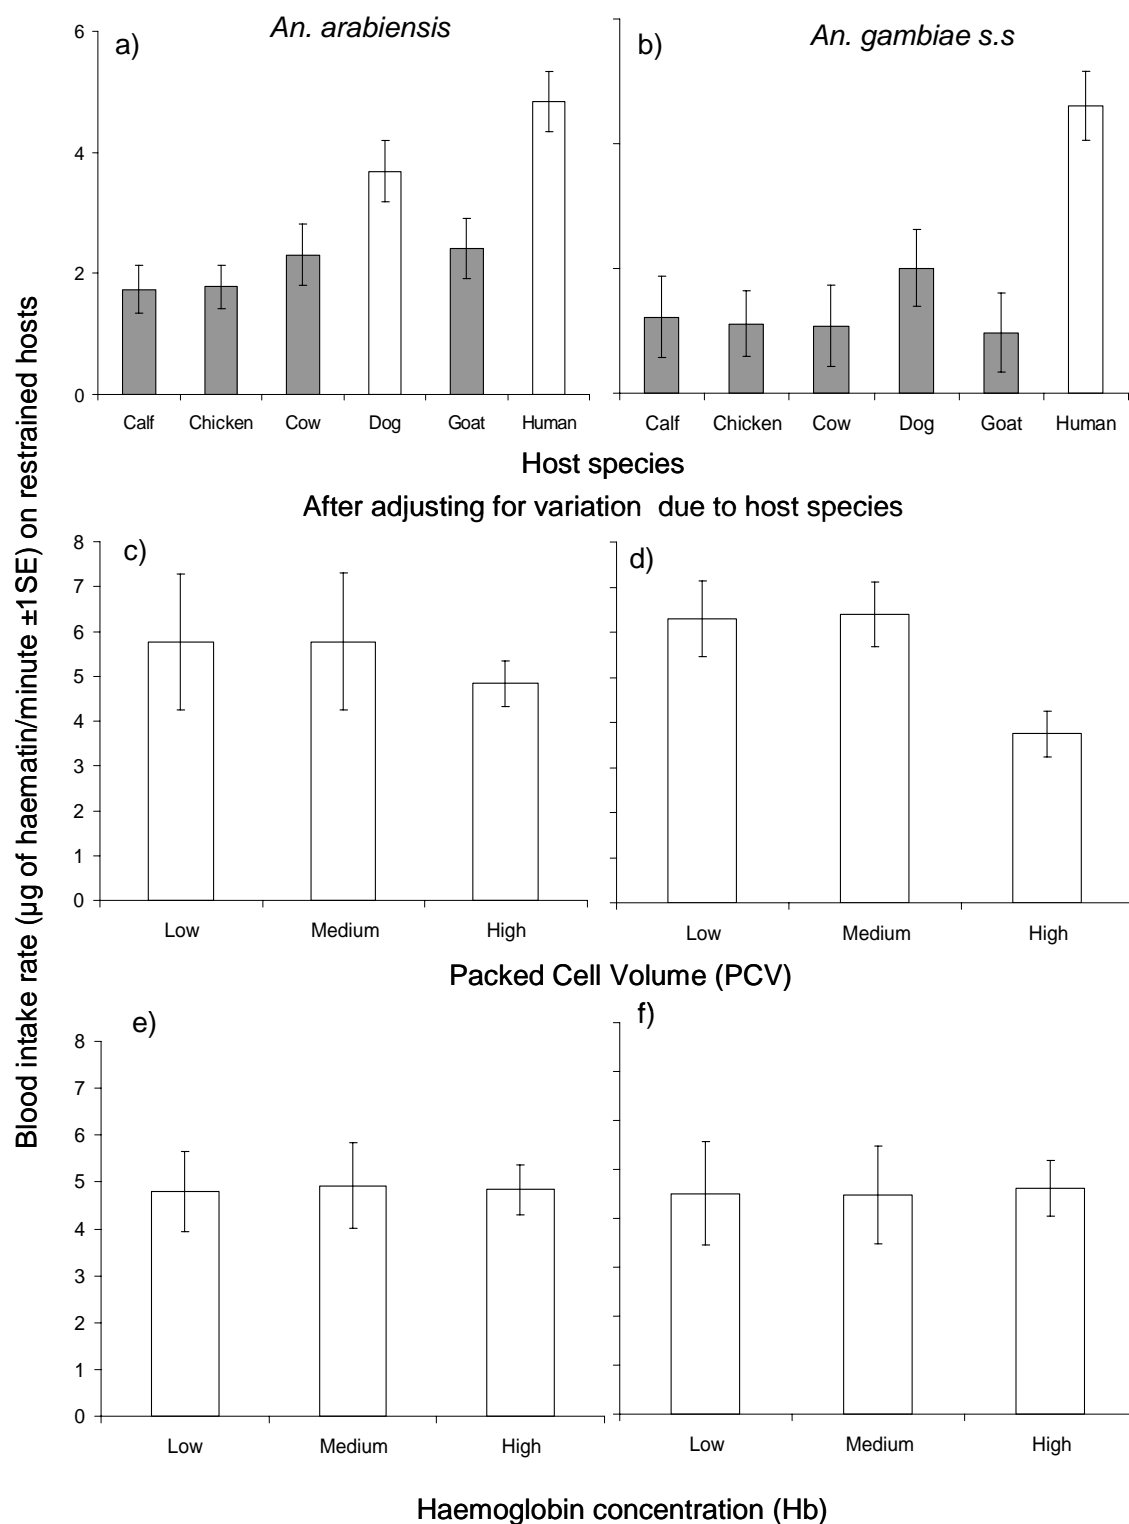 An. arabiensis
An. gambiae s.s
a)
b)
6
4
2
0
Calf Chicken Cow Dog Goat Human
Calf Chicken Cow Dog Goat Human
Host species
After adjusting for variation due to host species
Blood intake rate (µg of haematin/minute ±1SE) on restrained hosts
c)
d)
8
7
6
5
4
3
2
1
0
Low Medium High
Low Medium High
Packed Cell Volume (PCV)
e)
f)
8
7
6
5
4
3
2
1
0
Low Medium High
Low Medium High
Haemoglobin concentration (Hb)